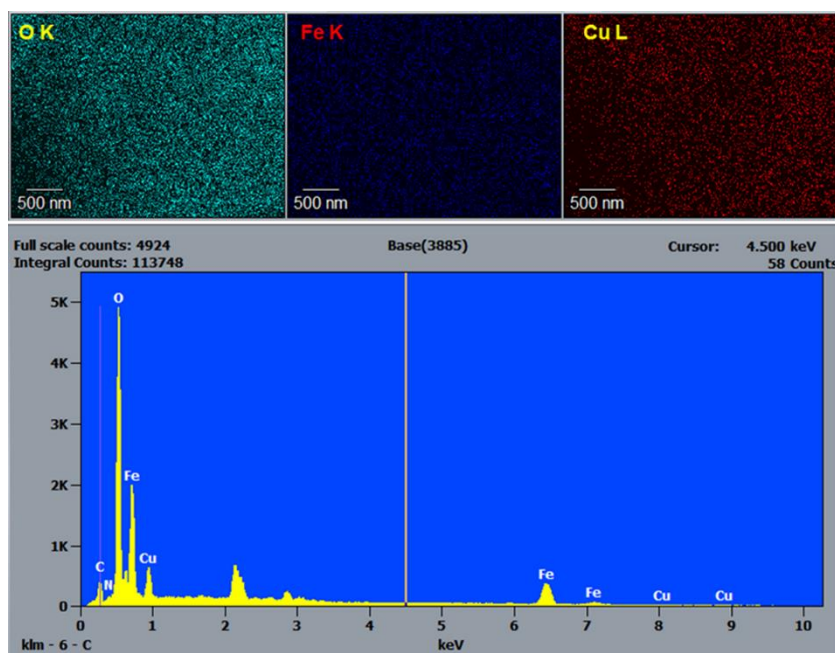 O K
Fe K
Cu L
500 nm
500 nm
500 nm
Full scale counts: 4924
Base(3885)
Cursor: 4.500 keV
Integral Counts: 113748
58 Counts
5K
4K
3K
2K
1K
0
O
Fe
Cu
C
N
Fe
Fe
Cu
Cu
0 1 2 3 4 5 6 7 8 9 10
klm - 6 - C
keV